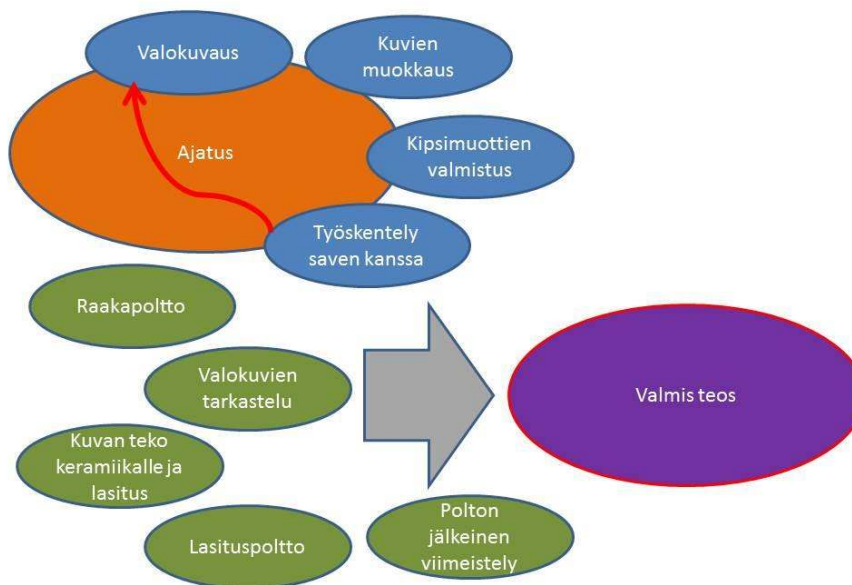 Valokuvaus
Kuvien
muokkaus
Ajatus
Kipsimuottien
valmistus
Työskentely
saven kanssa
Raakapoltto
Valokuvien
tarkastelu
Valmis teos
Kuvan teko
keramiikalle ja
lasitus
Lasituspoltto
Polton
jälkeinen
viimeistely